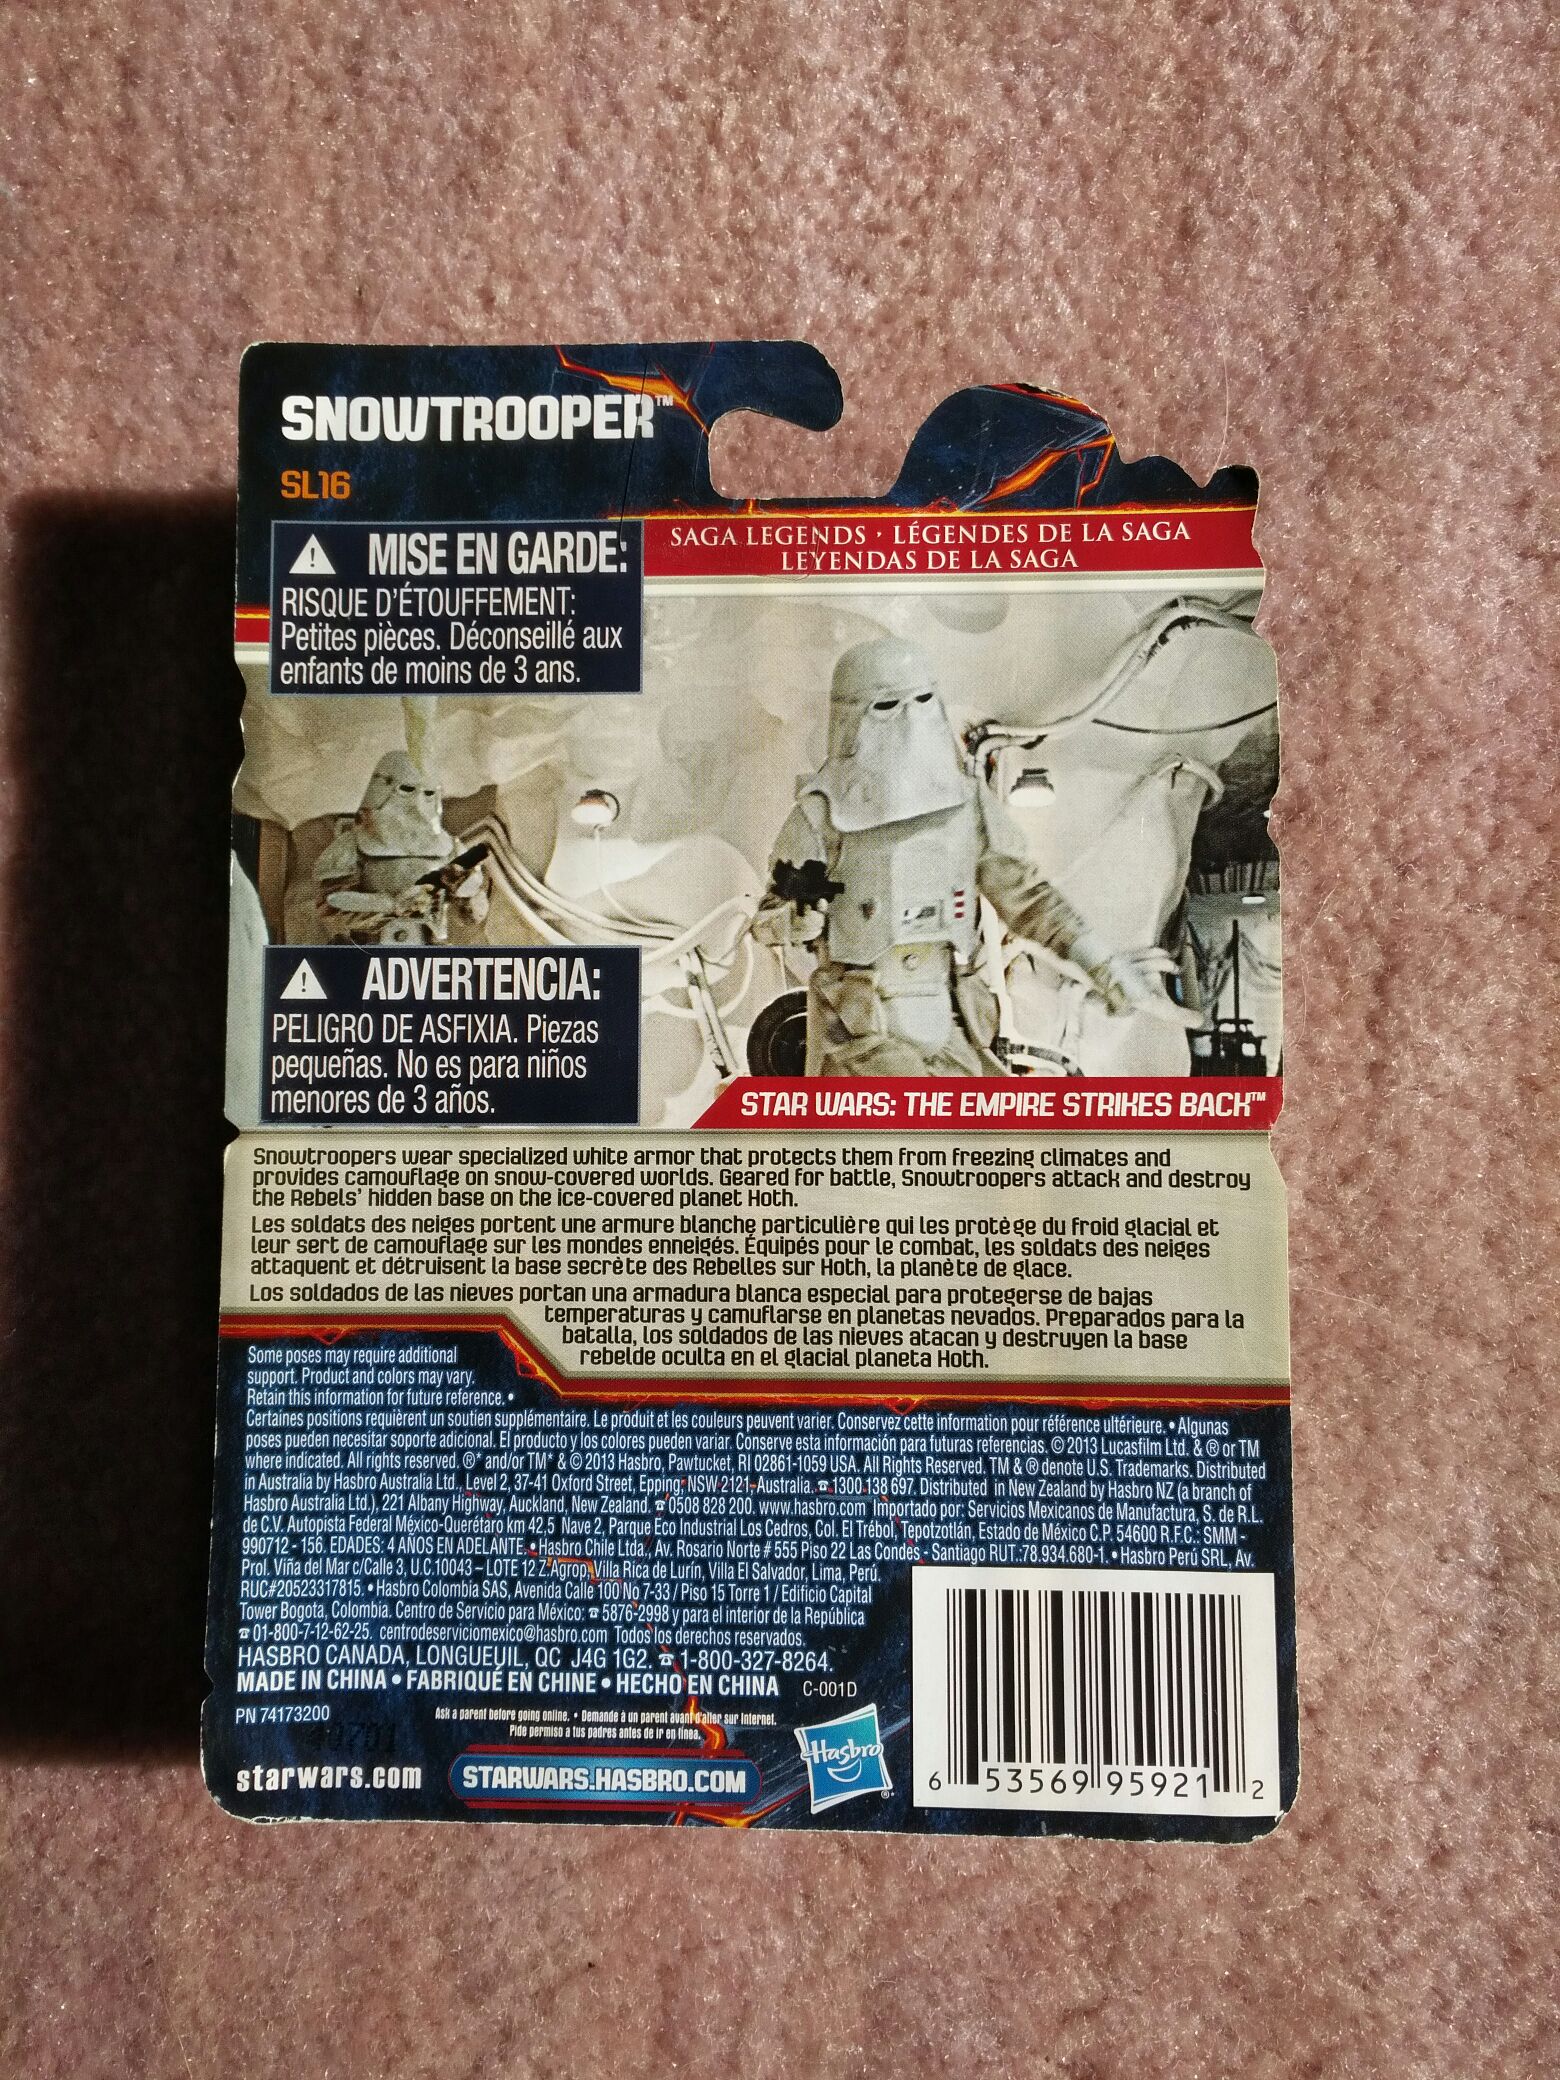 SNOWTROOPER™
SL16
SAGA LEGENDS • LÉGENDES DE LA SAGA
LEYENDAS DE LA SAGA
⚠ MISE EN GARDE:
RISQUE D'ÉTOUFFEMENT:
Petites pièces. Déconseillé aux
enfants de moins de 3 ans.
⚠ ADVERTENCIA:
PELIGRO DE ASFIXIA. Piezas
pequeñas. No es para niños
menores de 3 años.
STAR WARS: THE EMPIRE STRIKES BACK™
Snowtroopers wear specialized white armor that protects them from freezing climates and
provides camouflage on snow-covered worlds. Geared for battle, Snowtroopers attack and destroy
the Rebels' hidden base on the ice-covered planet Hoth.
Les soldats des neiges portent une armure blanche particulière qui les protège du froid glacial et
leur sert de camouflage sur les mondes enneigés. Équipés pour le combat, les soldats des neiges
attaquent et détruisent la base secrète des Rebelles sur Hoth, la planète de glace.
Los soldados de las nieves portan una armadura blanca especial para protegerse de bajas
temperaturas y camuflarse en planetas nevados. Preparados para la
batalla, los soldados de las nieves atacan y destruyen la base
rebelde oculta en el glacial planeta Hoth.
Some poses may require additional
support. Product and colors may vary.
Retain this information for future reference. •
Certaines positions requièrent un soutien supplémentaire. Le produit et les couleurs peuvent varier. Conservez cette information pour référence ultérieure. • Algunas
poses pueden necesitar soporte adicional. El producto y los colores pueden variar. Conserve esta información para futuras referencias. © 2013 Lucasfilm Ltd. & ® or TM
where indicated. All rights reserved. ®* and/or TM* & © 2013 Hasbro, Pawtucket, RI 02861-1059 USA. All Rights Reserved. TM & ® denote U.S. Trademarks. Distributed
in Australia by Hasbro Australia Ltd., Level 2, 37-41 Oxford Street, Epping, NSW 2121, Australia. ☎1300 138 697. Distributed in New Zealand by Hasbro NZ (a branch of
Hasbro Australia Ltd.), 221 Albany Highway, Auckland, New Zealand. ☎0508 828 200. www.hasbro.com Importado por: Servicios Mexicanos de Manufactura, S. de R.L.
de C.V. Autopista Federal México-Querétaro km 42,5 Nave 2, Parque Eco Industrial Los Cedros, Col. El Trébol, Tepotzotlán, Estado de México C.P. 54600 R.F.C.: SMM -
990712 - 156. EDADES: 4 AÑOS EN ADELANTE. • Hasbro Chile Ltda., Av. Rosario Norte # 555 Piso 22 Las Condes - Santiago RUT.:78.934.680-1. • Hasbro Perú SRL, Av.
Prol. Viña del Mar c/Calle 3, U.C.10043 – LOTE 12 Z.Agrop. Villa Rica de Lurín, Villa El Salvador, Lima, Perú.
RUC#20523317815. • Hasbro Colombia SAS, Avenida Calle 100 No 7-33 / Piso 15 Torre 1 / Edificio Capital
Tower Bogota, Colombia. Centro de Servicio para México: ☎ 5876-2998 y para el interior de la República
☎ 01-800-7-12-62-25. centrodeserviciomexico@hasbro.com Todos los derechos reservados.
HASBRO CANADA, LONGUEUIL, QC J4G 1G2. ☎ 1-800-327-8264.
MADE IN CHINA • FABRIQUÉ EN CHINE • HECHO EN CHINA C-001D
PN 74173200
Ask a parent before going online. • Demande à un parent avant d'aller sur Internet.
Pide permiso a tus padres antes de ir en línea.
40701
starwars.com
STARWARS.HASBRO.COM
Hasbro®*
6 53569 95921 2